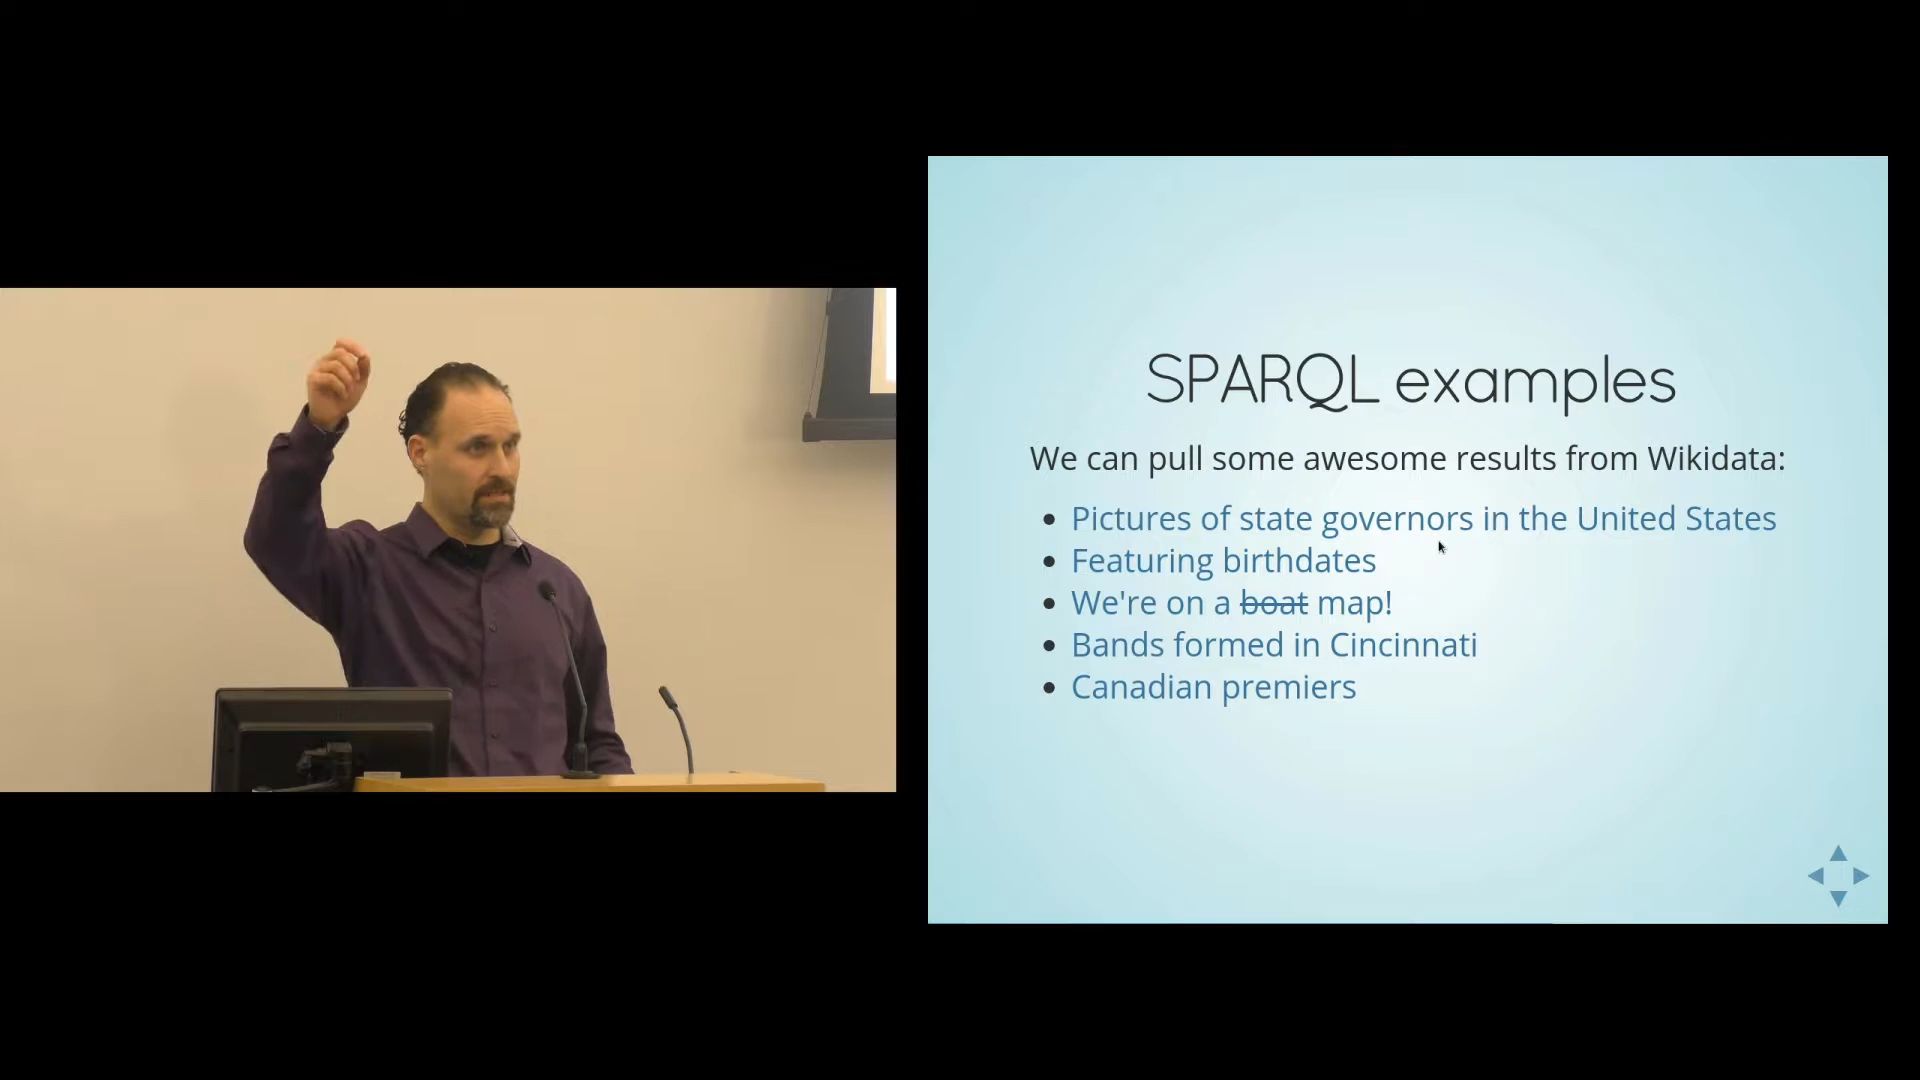 SPARQL examples
We can pull some awesome results from Wikidata:
Pictures of state governors in the United States
Featuring birthdates
We're on a boat map!
Bands formed in Cincinnati
Canadian premiers